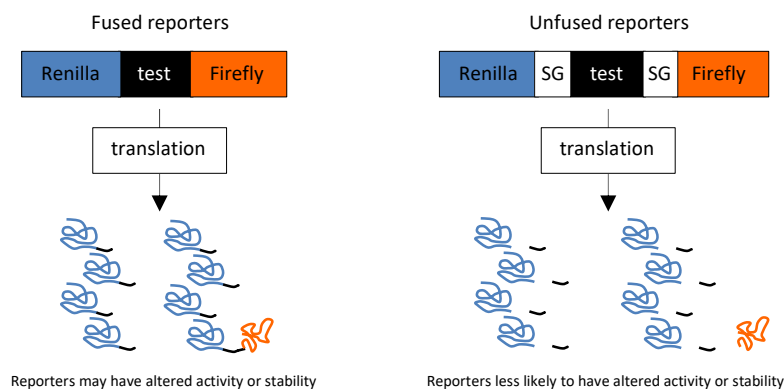 Fused reporters
Renilla test Firefly
translation
Reporters may have altered activity or stability
Unfused reporters
Renilla SG test SG Firefly
translation
Reporters less likely to have altered activity or stability